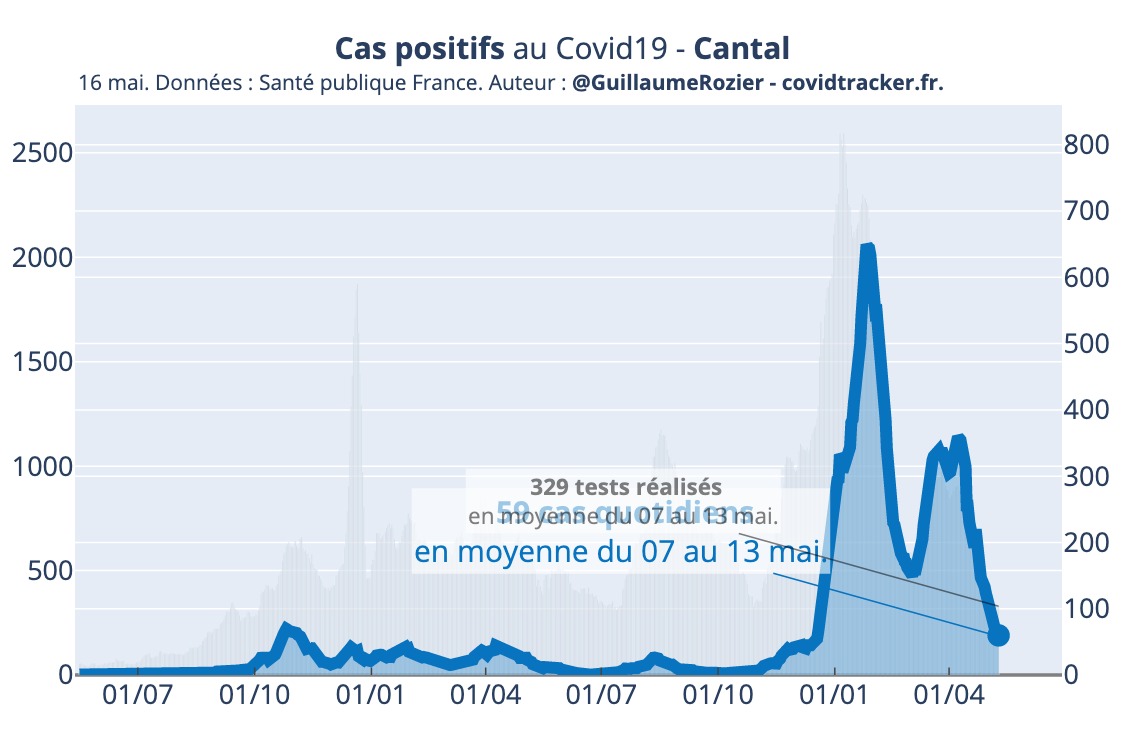 Cas positifs au Covid19 - Cantal
16 mai. Données : Santé publique France. Auteur : @GuillaumeRozier - covidtracker.fr.
2500
2000
1500
1000
500
0
800
700
600
500
400
300
200
100
0
329 tests réalisés
59 cas quotidiens
en moyenne du 07 au 13 mai.
en moyenne du 07 au 13 mai.
01/07 01/10 01/01 01/04 01/07 01/10 01/01 01/04